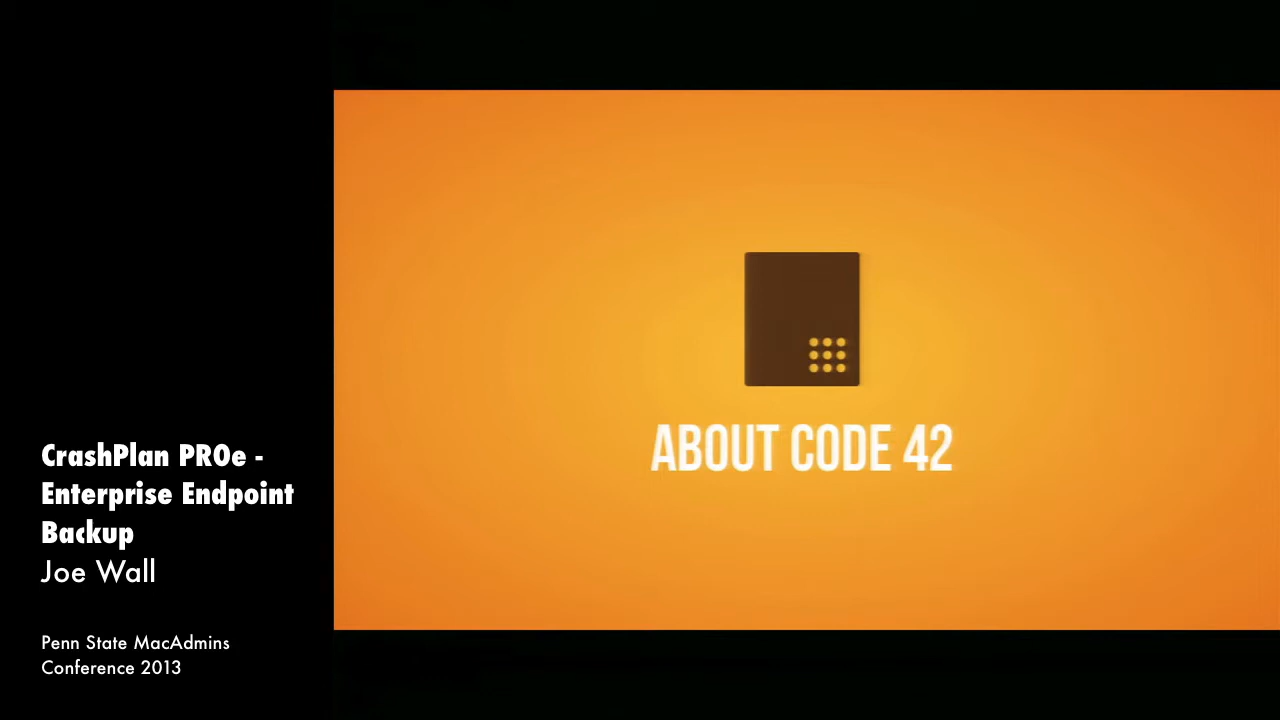 CrashPlan PROe -
Enterprise Endpoint
Backup
Joe Wall
Penn State MacAdmins
Conference 2013
ABOUT CODE 42